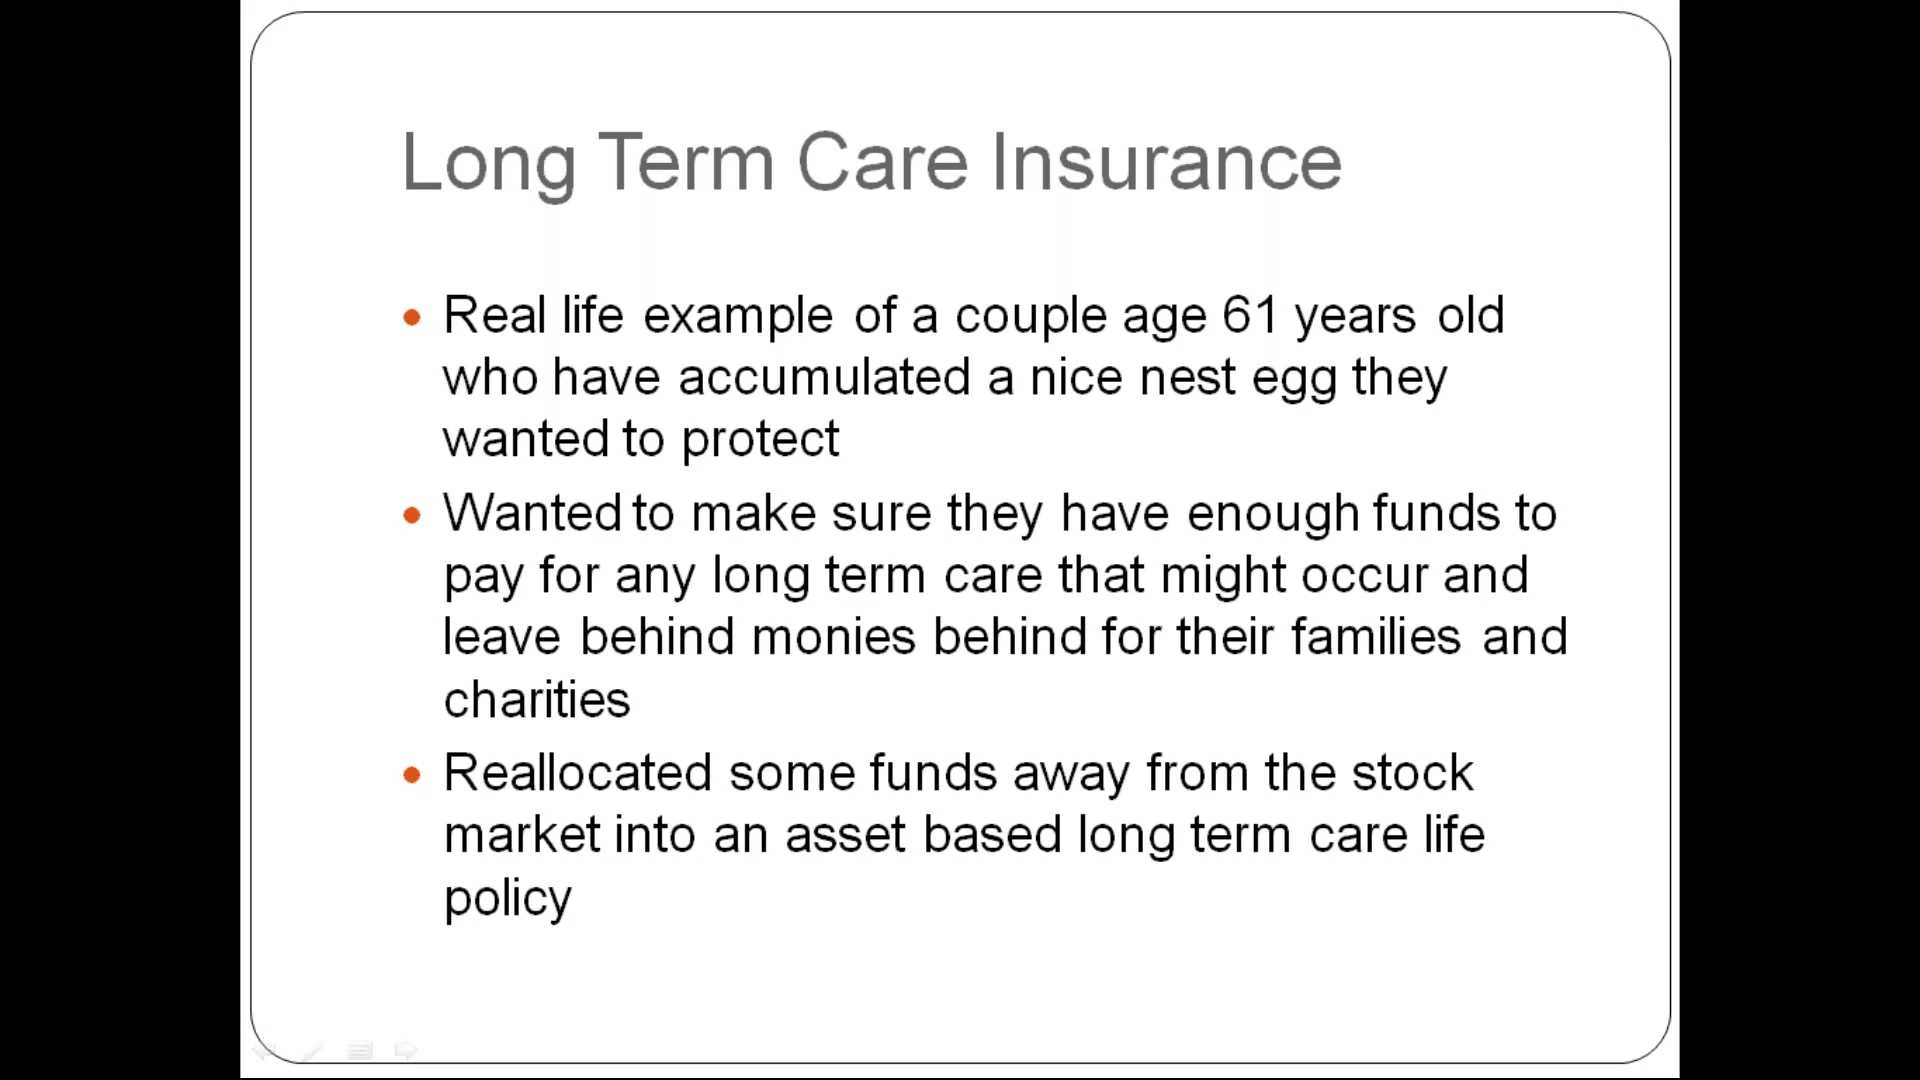 Long Term Care Insurance
Real life example of a couple age 61 years old
who have accumulated a nice nest egg they
wanted to protect
Wanted to make sure they have enough funds to
pay for any long term care that might occur and
leave behind monies behind for their families and
charities
Reallocated some funds away from the stock
market into an asset based long term care life
policy